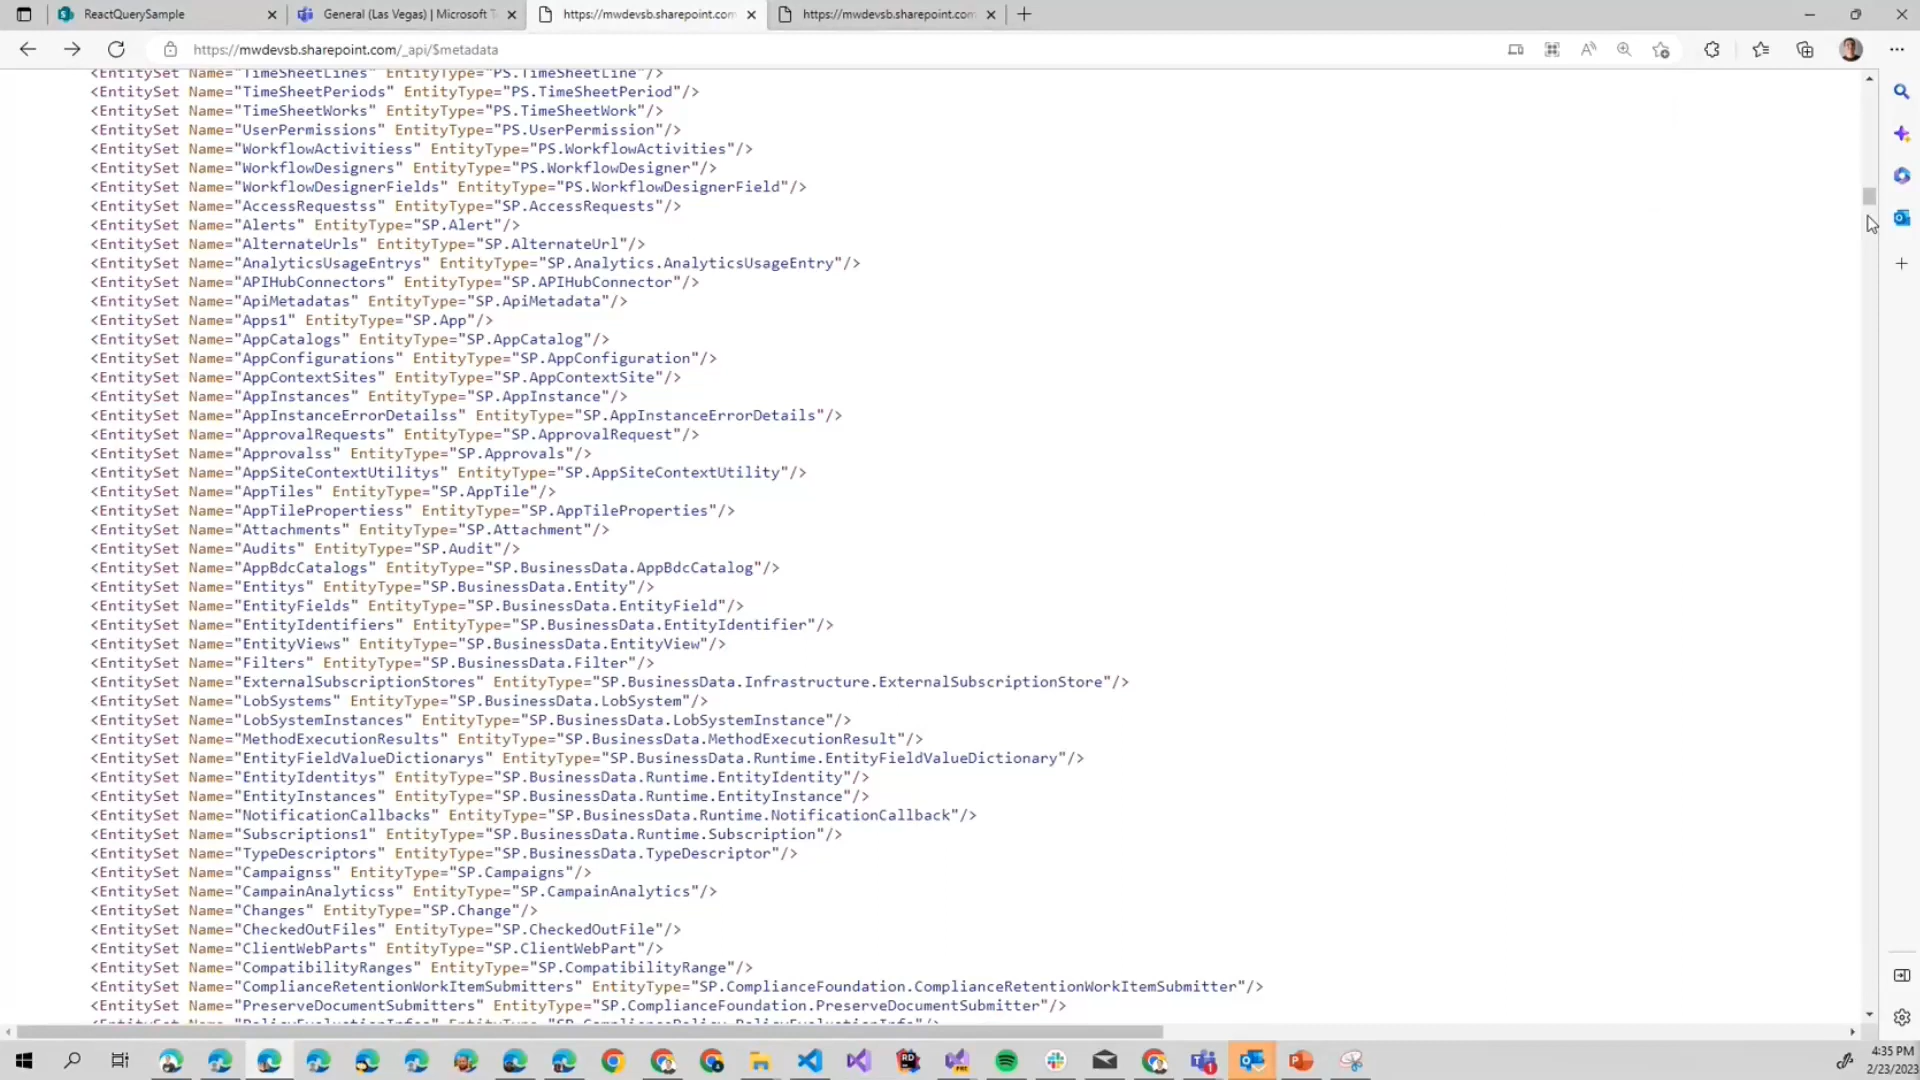 ReactQuerySample
General (Las Vegas) | Microsoft T
https://mwdevsb.sharepoint.com
https://mwdevsb.sharepoint.com
https://mwdevsb.sharepoint.com/_api/$metadata
<EntitySet Name="TimeSheetLines" EntityType="PS.TimeSheetLine"/>
<EntitySet Name="TimeSheetPeriods" EntityType="PS.TimeSheetPeriod"/>
<EntitySet Name="TimeSheetWorks" EntityType="PS.TimeSheetWork"/>
<EntitySet Name="UserPermissions" EntityType="PS.UserPermission"/>
<EntitySet Name="WorkflowActivitiess" EntityType="PS.WorkflowActivities"/>
<EntitySet Name="WorkflowDesigners" EntityType="PS.WorkflowDesigner"/>
<EntitySet Name="WorkflowDesignerFields" EntityType="PS.WorkflowDesignerField"/>
<EntitySet Name="AccessRequestss" EntityType="SP.AccessRequests"/>
<EntitySet Name="Alerts" EntityType="SP.Alert"/>
<EntitySet Name="AlternateUrls" EntityType="SP.AlternateUrl"/>
<EntitySet Name="AnalyticsUsageEntrys" EntityType="SP.Analytics.AnalyticsUsageEntry"/>
<EntitySet Name="APIHubConnectors" EntityType="SP.APIHubConnector"/>
<EntitySet Name="ApiMetadatas" EntityType="SP.ApiMetadata"/>
<EntitySet Name="Apps1" EntityType="SP.App"/>
<EntitySet Name="AppCatalogs" EntityType="SP.AppCatalog"/>
<EntitySet Name="AppConfigurations" EntityType="SP.AppConfiguration"/>
<EntitySet Name="AppContextSites" EntityType="SP.AppContextSite"/>
<EntitySet Name="AppInstances" EntityType="SP.AppInstance"/>
<EntitySet Name="AppInstanceErrorDetailss" EntityType="SP.AppInstanceErrorDetails"/>
<EntitySet Name="ApprovalRequests" EntityType="SP.ApprovalRequest"/>
<EntitySet Name="Approvalss" EntityType="SP.Approvals"/>
<EntitySet Name="AppSiteContextUtilitys" EntityType="SP.AppSiteContextUtility"/>
<EntitySet Name="AppTiles" EntityType="SP.AppTile"/>
<EntitySet Name="AppTilePropertiess" EntityType="SP.AppTileProperties"/>
<EntitySet Name="Attachments" EntityType="SP.Attachment"/>
<EntitySet Name="Audits" EntityType="SP.Audit"/>
<EntitySet Name="AppBdcCatalogs" EntityType="SP.BusinessData.AppBdcCatalog"/>
<EntitySet Name="Entitys" EntityType="SP.BusinessData.Entity"/>
<EntitySet Name="EntityFields" EntityType="SP.BusinessData.EntityField"/>
<EntitySet Name="EntityIdentifiers" EntityType="SP.BusinessData.EntityIdentifier"/>
<EntitySet Name="EntityViews" EntityType="SP.BusinessData.EntityView"/>
<EntitySet Name="Filters" EntityType="SP.BusinessData.Filter"/>
<EntitySet Name="ExternalSubscriptionStores" EntityType="SP.BusinessData.Infrastructure.ExternalSubscriptionStore"/>
<EntitySet Name="LobSystems" EntityType="SP.BusinessData.LobSystem"/>
<EntitySet Name="LobSystemInstances" EntityType="SP.BusinessData.LobSystemInstance"/>
<EntitySet Name="MethodExecutionResults" EntityType="SP.BusinessData.MethodExecutionResult"/>
<EntitySet Name="EntityFieldValueDictionarys" EntityType="SP.BusinessData.Runtime.EntityFieldValueDictionary"/>
<EntitySet Name="EntityIdentitys" EntityType="SP.BusinessData.Runtime.EntityIdentity"/>
<EntitySet Name="EntityInstances" EntityType="SP.BusinessData.Runtime.EntityInstance"/>
<EntitySet Name="NotificationCallbacks" EntityType="SP.BusinessData.Runtime.NotificationCallback"/>
<EntitySet Name="Subscriptions1" EntityType="SP.BusinessData.Runtime.Subscription"/>
<EntitySet Name="TypeDescriptors" EntityType="SP.BusinessData.TypeDescriptor"/>
<EntitySet Name="Campaignss" EntityType="SP.Campaigns"/>
<EntitySet Name="CampainAnalyticss" EntityType="SP.CampainAnalytics"/>
<EntitySet Name="Changes" EntityType="SP.Change"/>
<EntitySet Name="CheckedOutFiles" EntityType="SP.CheckedOutFile"/>
<EntitySet Name="ClientWebParts" EntityType="SP.ClientWebPart"/>
<EntitySet Name="CompatibilityRanges" EntityType="SP.CompatibilityRange"/>
<EntitySet Name="ComplianceRetentionWorkItemSubmitters" EntityType="SP.ComplianceFoundation.ComplianceRetentionWorkItemSubmitter"/>
<EntitySet Name="PreserveDocumentSubmitters" EntityType="SP.ComplianceFoundation.PreserveDocumentSubmitter"/>
<EntitySet Name="PolicyEvaluationInfos" EntityType="SP.CompliancePolicy.PolicyEvaluationInfo"/>
4:35 PM
2/23/2023